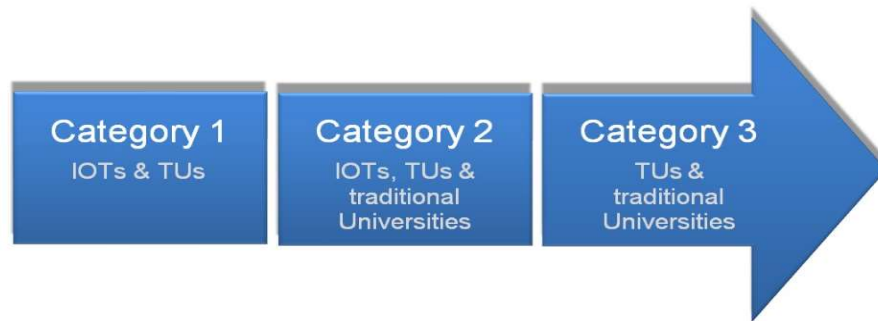 Category 1
IOTs & TUs
Category 2
IOTs, TUs &
traditional
Universities
Category 3
TUs &
traditional
Universities